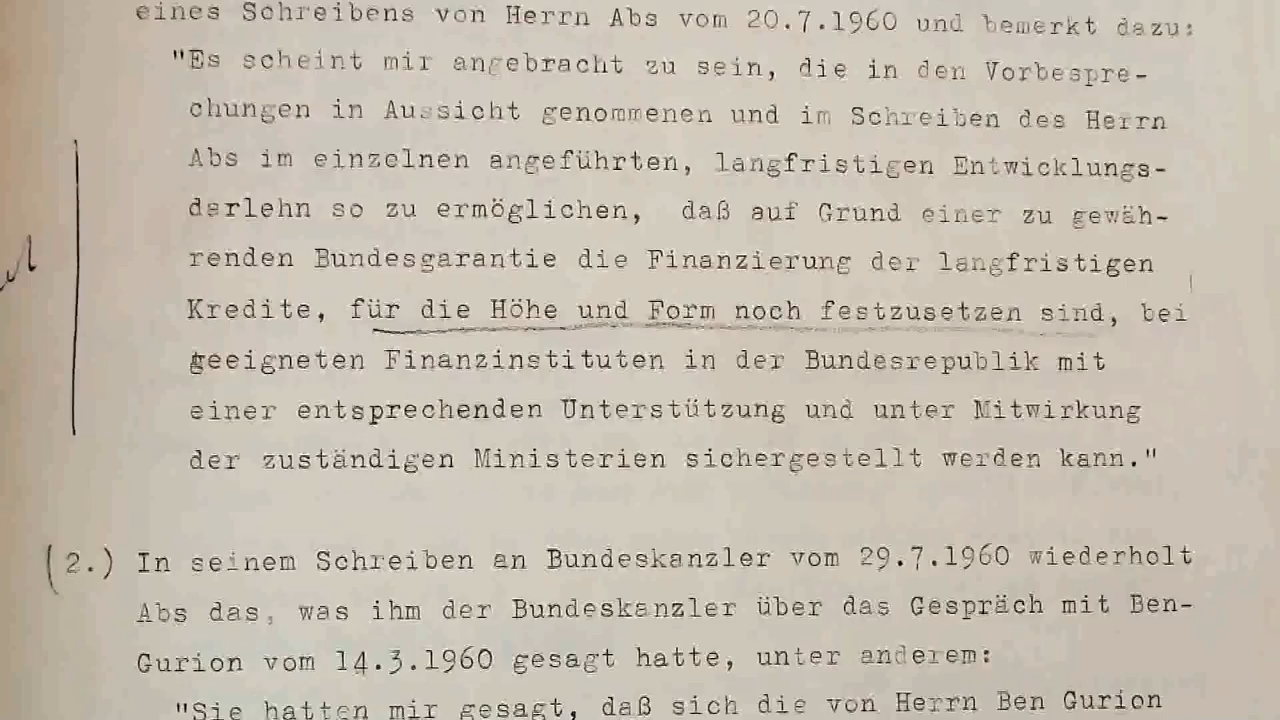 eines Schreibens von Herrn Abs vom 20.7.1960 und bemerkt dazu:
"Es scheint mir angebracht zu sein, die in den Vorbespre-
chungen in Aussicht genommenen und im Schreiben des Herrn
Abs im einzelnen angeführten, langfristigen Entwicklungs-
darlehn so zu ermöglichen, daß auf Grund einer zu gewäh-
renden Bundesgarantie die Finanzierung der langfristigen
Kredite, für die Höhe und Form noch festzusetzen sind, bei
geeigneten Finanzinstituten in der Bundesrepublik mit
einer entsprechenden Unterstützung und unter Mitwirkung
der zuständigen Ministerien sichergestellt werden kann."
(2.) In seinem Schreiben an Bundeskanzler vom 29.7.1960 wiederholt
Abs das, was ihm der Bundeskanzler über das Gespräch mit Ben-
Gurion vom 14.3.1960 gesagt hatte, unter anderem:
"Sie hatten mir gesagt, daß sich die von Herrn Ben Gurion